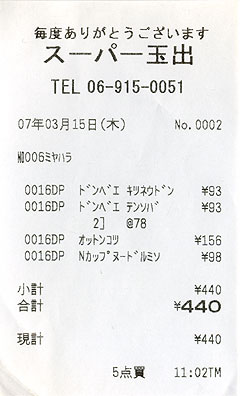 毎度ありがとうございます
スーパー玉出
TEL 06-915-0051
07年03月15日(木) No.0002
№0006ミヤハラ
0016DP ドンベエ キツネウドン ¥93
0016DP ドンベエ テンソバ ¥93
2] @78
0016DP オットンコツ ¥156
0016DP Nカップヌードルミソ ¥98
小計 ¥440
合計 ¥440
現計 ¥440
5点買 11:02TM